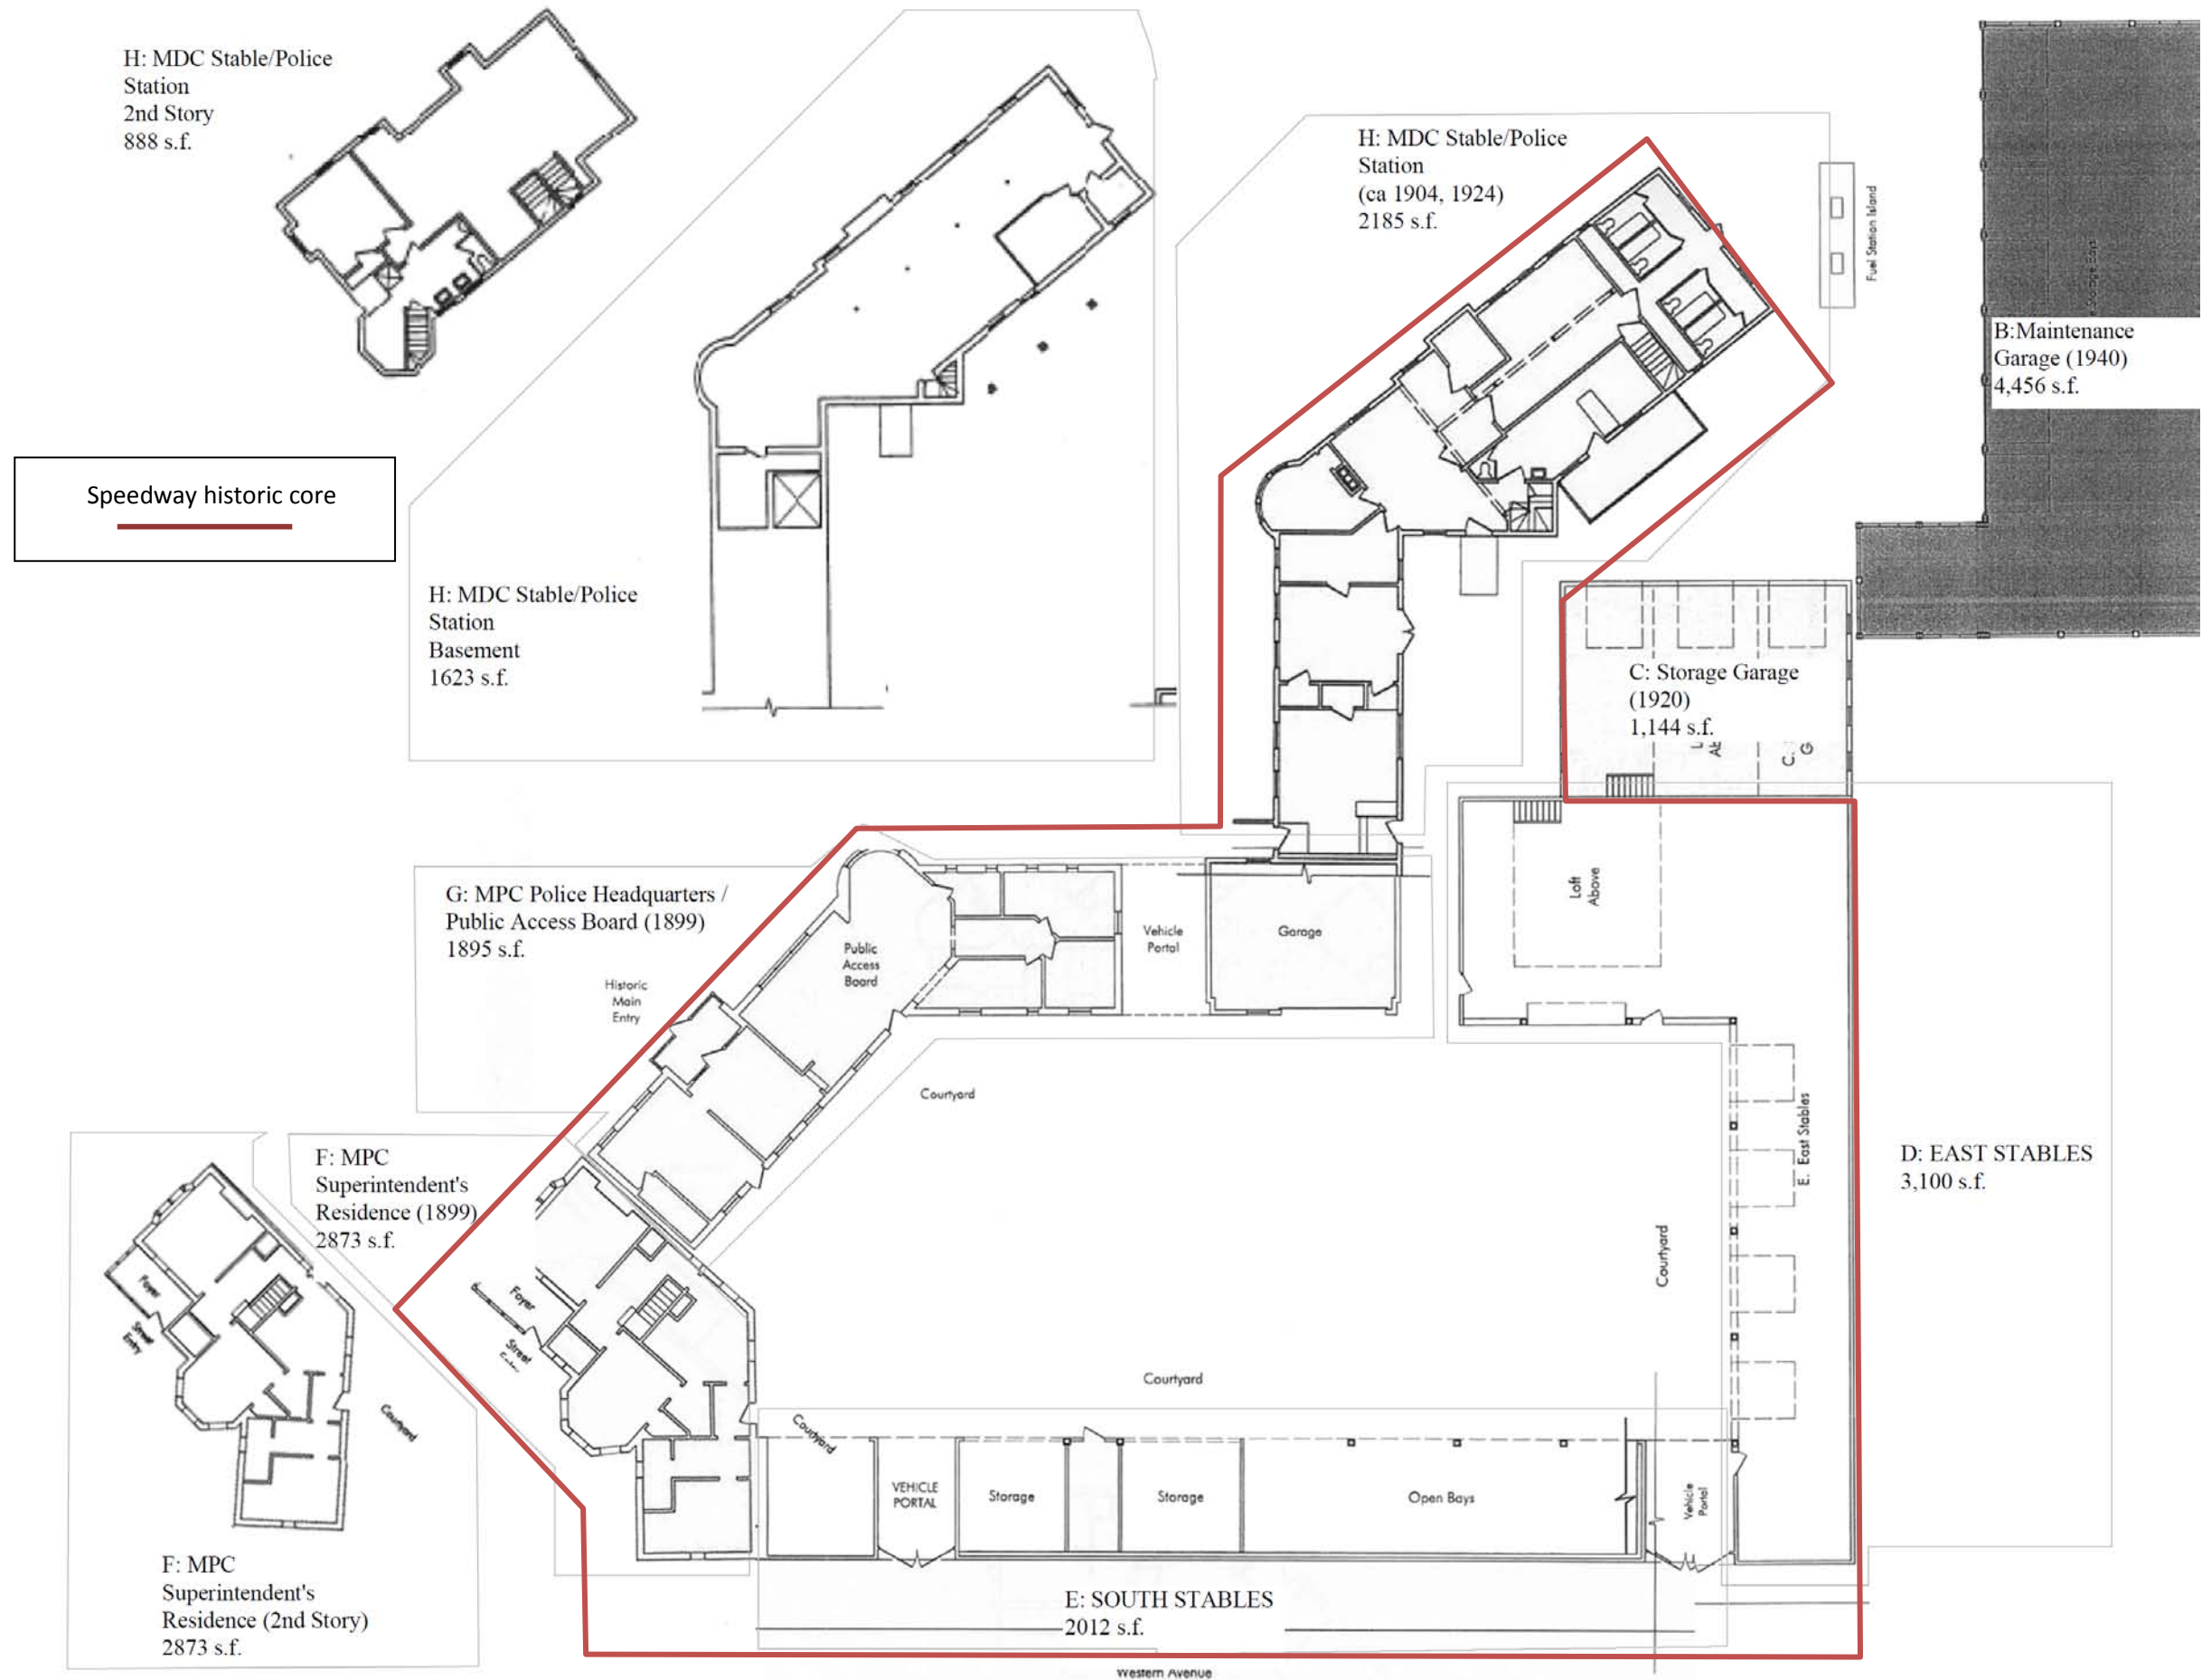 H: MDC Stable/Police
Station
2nd Story
888 s.f.
H: MDC Stable/Police
Station
(ca 1904, 1924)
2185 s.f.
Fuel Station Island
Storage Bays
B:Maintenance
Garage (1940)
4,456 s.f.
Speedway historic core
H: MDC Stable/Police
Station
Basement
1623 s.f.
C: Storage Garage
(1920)
1,144 s.f.
G: MPC Police Headquarters /
Public Access Board (1899)
1895 s.f.
Historic
Main
Entry
Public
Access
Board
Vehicle
Portal
Garage
Loft
Above
Courtyard
E. East Stables
D: EAST STABLES
3,100 s.f.
F: MPC
Superintendent's
Residence (1899)
2873 s.f.
Foyer
Street
Entry
Courtyard
Foyer
Street
Courtyard
Courtyard
Courtyard
VEHICLE
PORTAL
Storage
Storage
Open Bays
Vehicle
Portal
F: MPC
Superintendent's
Residence (2nd Story)
2873 s.f.
E: SOUTH STABLES
2012 s.f.
Western Avenue